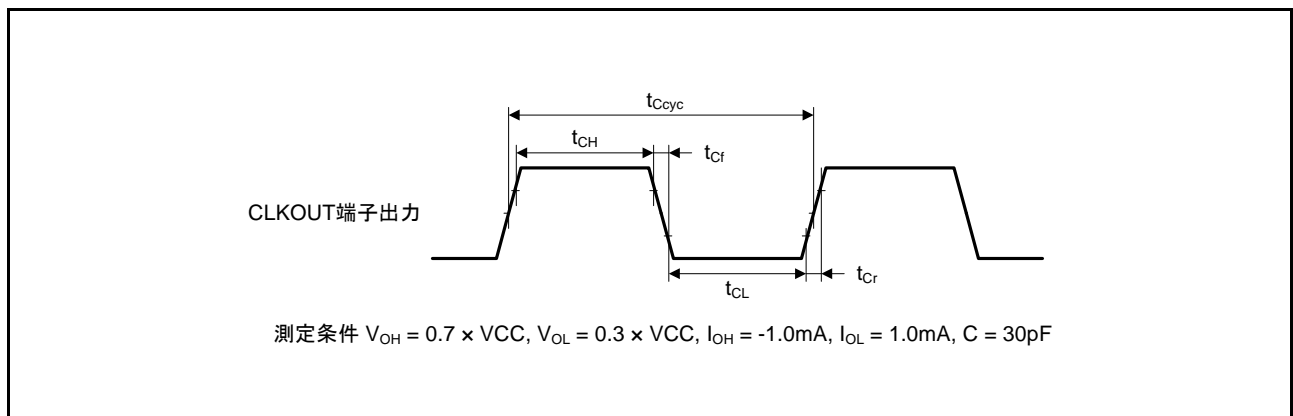 tCcyc
tCH
tCf
CLKOUT端子出力
tCL
tCr
測定条件 VOH = 0.7 × VCC, VOL = 0.3 × VCC, IOH = -1.0mA, IOL = 1.0mA, C = 30pF